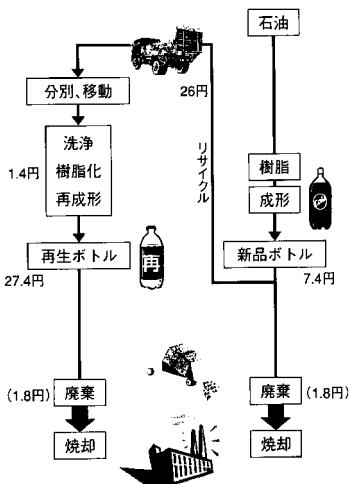 石油
分別、移動
26円
洗浄
樹脂化
再成形
1.4円
リサイクル
樹脂
成形
再生ボトル
27.4円
再
新品ボトル
7.4円
(1.8円)
廃棄
廃棄
(1.8円)
焼却
焼却